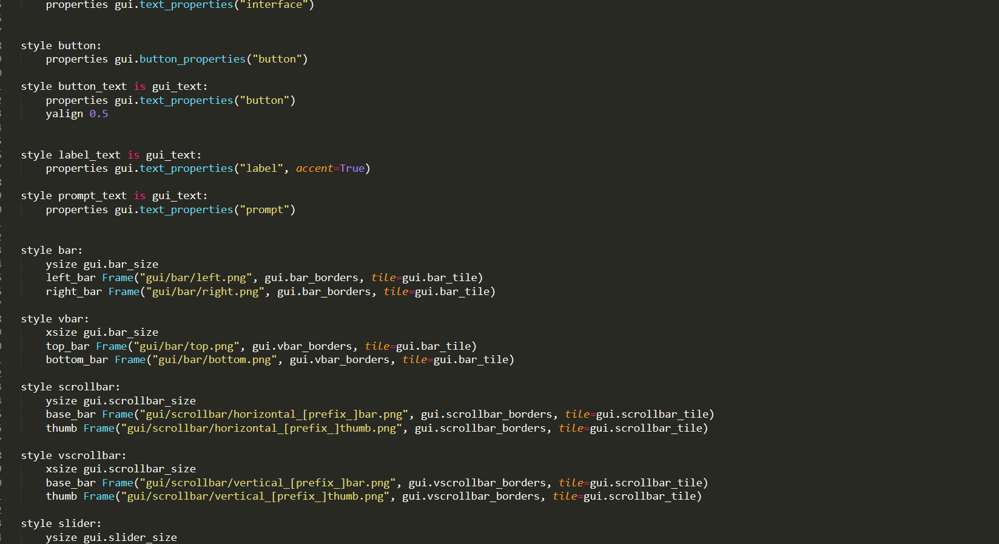 properties gui.text_properties("interface")
style button:
properties gui.button_properties("button")
style button_text is gui_text:
properties gui.text_properties("button")
yalign 0.5
style label_text is gui_text:
properties gui.text_properties("label", accent=True)
style prompt_text is gui_text:
properties gui.text_properties("prompt")
style bar:
ysize gui.bar_size
left_bar Frame("gui/bar/left.png", gui.bar_borders, tile=gui.bar_tile)
right_bar Frame("gui/bar/right.png", gui.bar_borders, tile=gui.bar_tile)
style vbar:
xsize gui.bar_size
top_bar Frame("gui/bar/top.png", gui.vbar_borders, tile=gui.bar_tile)
bottom_bar Frame("gui/bar/bottom.png", gui.vbar_borders, tile=gui.bar_tile)
style scrollbar:
ysize gui.scrollbar_size
base_bar Frame("gui/scrollbar/horizontal_[prefix_]bar.png", gui.scrollbar_borders, tile=gui.scrollbar_tile)
thumb Frame("gui/scrollbar/horizontal_[prefix_]thumb.png", gui.scrollbar_borders, tile=gui.scrollbar_tile)
style vscrollbar:
xsize gui.scrollbar_size
base_bar Frame("gui/scrollbar/vertical_[prefix_]bar.png", gui.vscrollbar_borders, tile=gui.scrollbar_tile)
thumb Frame("gui/scrollbar/vertical_[prefix_]thumb.png", gui.vscrollbar_borders, tile=gui.scrollbar_tile)
style slider:
ysize gui.slider_size